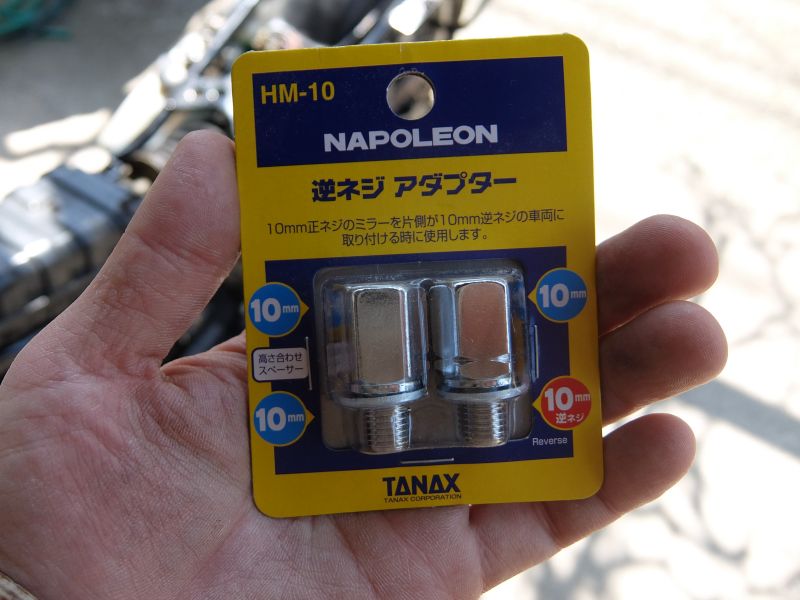 HM-10
NAPOLEON
逆ネジ アダプター
10mm正ネジのミラーを片側が10mm逆ネジの車両に
取り付ける時に使用します。
10mm
10mm
高さ合わせ
スペーサー
10mm
10mm
逆ネジ
Reverse
TANAX
TANAX CORPORATION